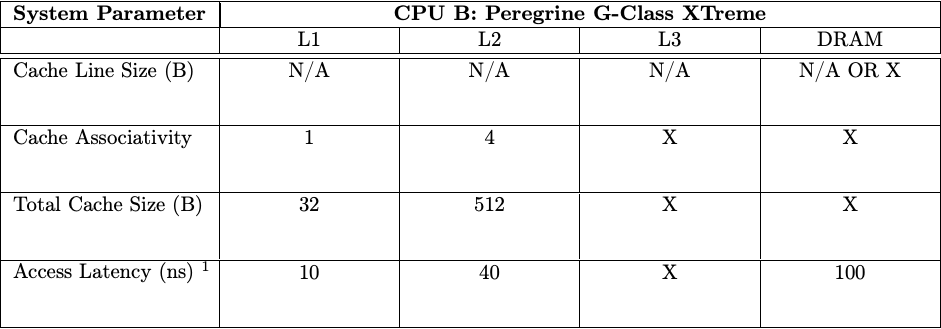 System Parameter CPU B: Peregrine G-Class XTreme
L1 L2 L3 DRAM
Cache Line Size (B) N/A N/A N/A N/A OR X
Cache Associativity 1 4 X X
Total Cache Size (B) 32 512 X X
Access Latency (ns) 1 10 40 X 100